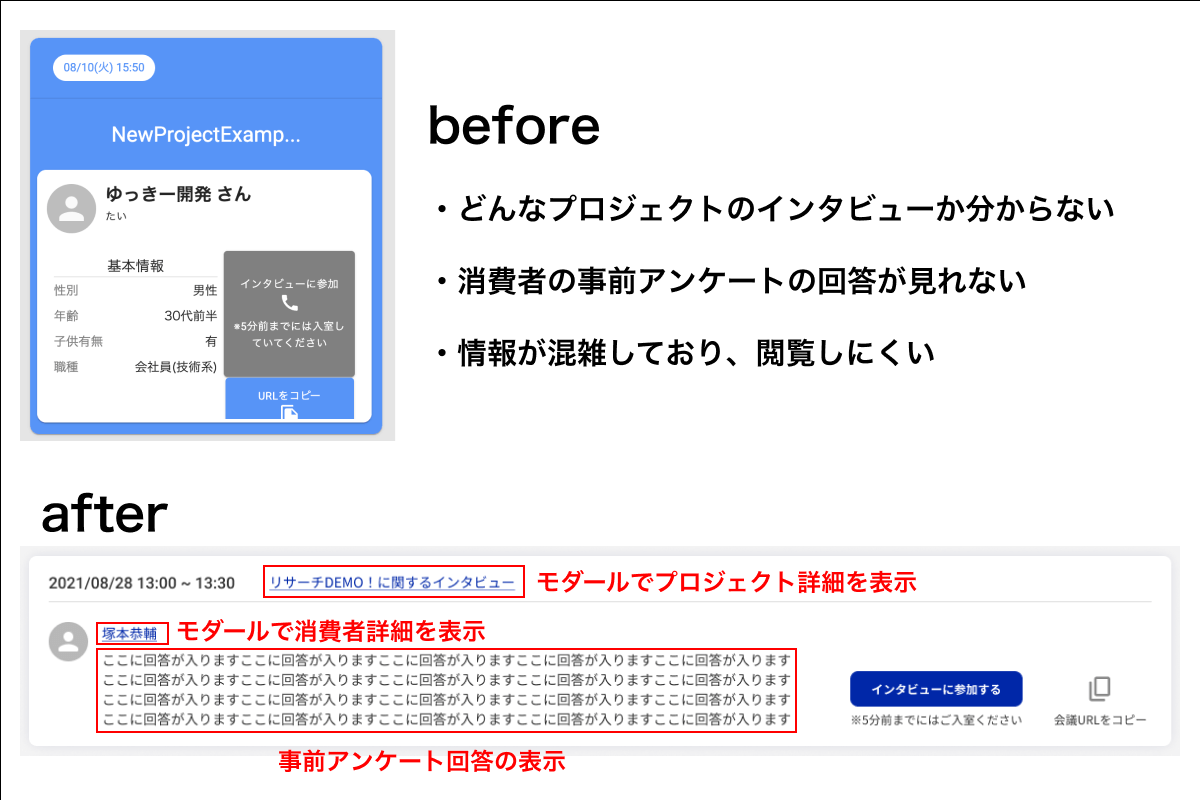 08/10(火) 15:50
NewProjectExamp...
ゆっきー開発 さん
たい
基本情報
性別 男性
年齢 30代前半
子供有無 有
職種 会社員(技術系)
インタビューに参加
※5分前までには入室し
ていてください
URLをコピー
before
・どんなプロジェクトのインタビューか分からない
・消費者の事前アンケートの回答が見れない
・情報が混雑しており、閲覧しにくい
after
2021/08/28 13:00 ~ 13:30 リサーチDEMO！に関するインタビュー モダールでプロジェクト詳細を表示
塚本恭輔 モダールで消費者詳細を表示
ここに回答が入りますここに回答が入りますここに回答が入りますここに回答が入りますここに回答が入ります
ここに回答が入りますここに回答が入りますここに回答が入りますここに回答が入りますここに回答が入ります
ここに回答が入りますここに回答が入りますここに回答が入りますここに回答が入りますここに回答が入ります
ここに回答が入りますここに回答が入りますここに回答が入りますここに回答が入りますここに回答が入ります
インタビューに参加する
※5分前までにはご入室ください
会議URLをコピー
事前アンケート回答の表示